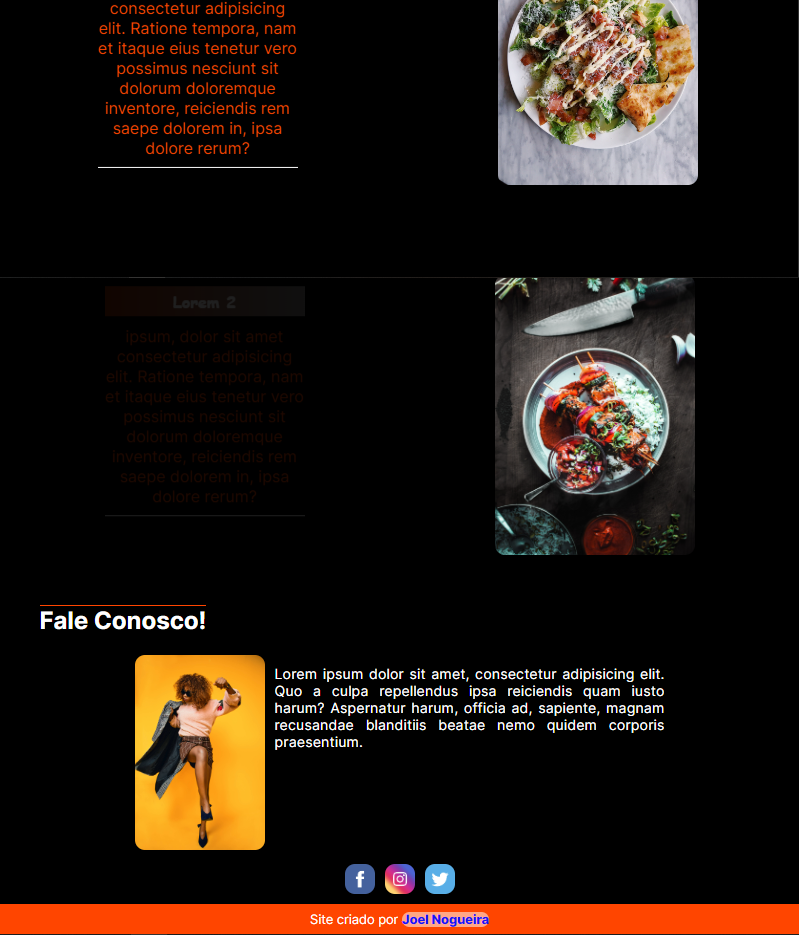 consectetur adipisicing
elit. Ratione tempora, nam
et itaque eius tenetur vero
possimus nesciunt sit
dolorum doloremque
inventore, reiciendis rem
saepe dolorem in, ipsa
dolore rerum?
Lorem 2
ipsum, dolor sit amet
consectetur adipisicing
elit. Ratione tempora, nam
et itaque eius tenetur vero
possimus nesciunt sit
dolorum doloremque
inventore, reiciendis rem
saepe dolorem in, ipsa
dolore rerum?
Fale Conosco!
Lorem ipsum dolor sit amet, consectetur adipisicing elit.
Quo a culpa repellendus ipsa reiciendis quam iusto
harum? Aspernatur harum, officia ad, sapiente, magnam
recusandae blanditiis beatae nemo quidem corporis
praesentium.
Site criado por Joel Nogueira